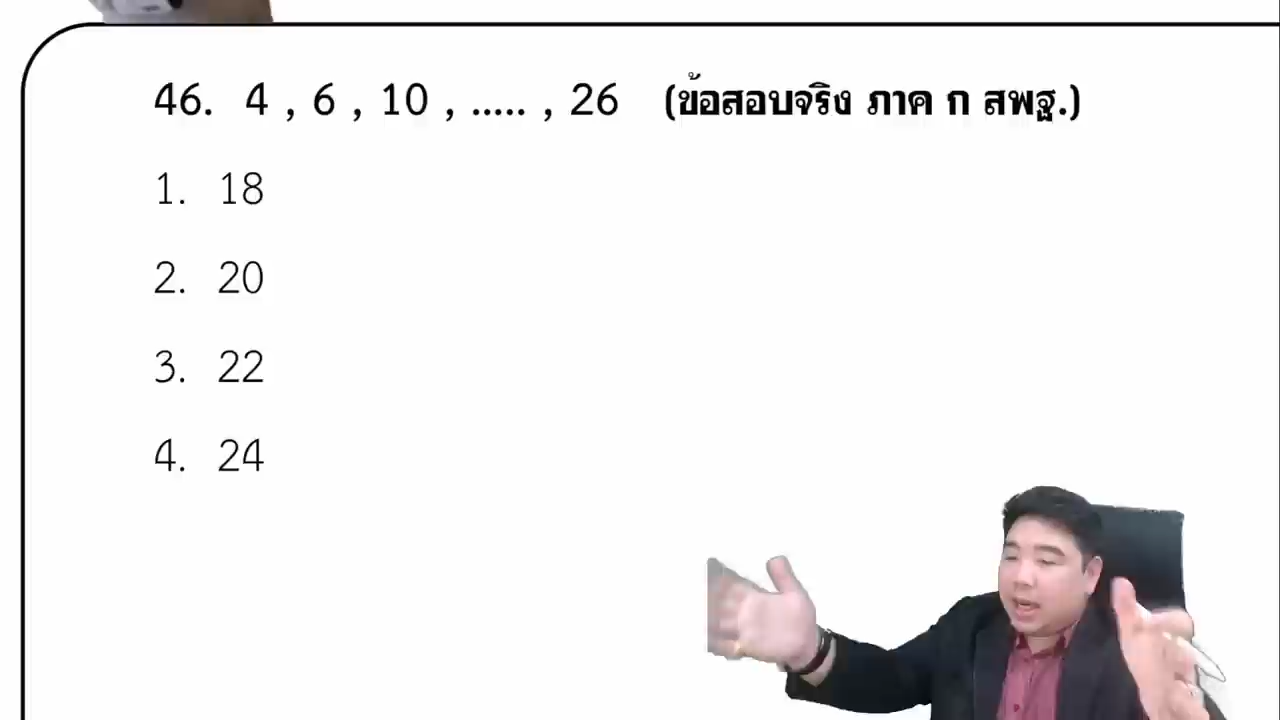 46. 4 , 6 , 10 , ..... , 26 (ข้อสอบจริง ภาค ก สพฐ.)
1. 18
2. 20
3. 22
4. 24